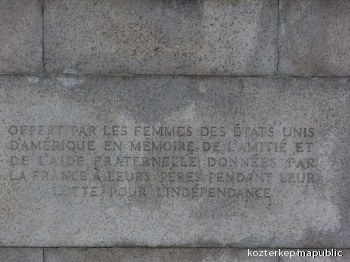 OFFERT PAR LES FEMMES DES ÉTATS UNIS
D'AMÉRIQUE EN MÉMOIRE DE L'AMITIÉ ET
DE L'AIDE FRATERNELLE DONNÉES PAR
LA FRANCE À LEURS PÈRES PENDANT LEUR
LUTTE POUR L'INDÉPENDANCE
kozterkep.mapublic